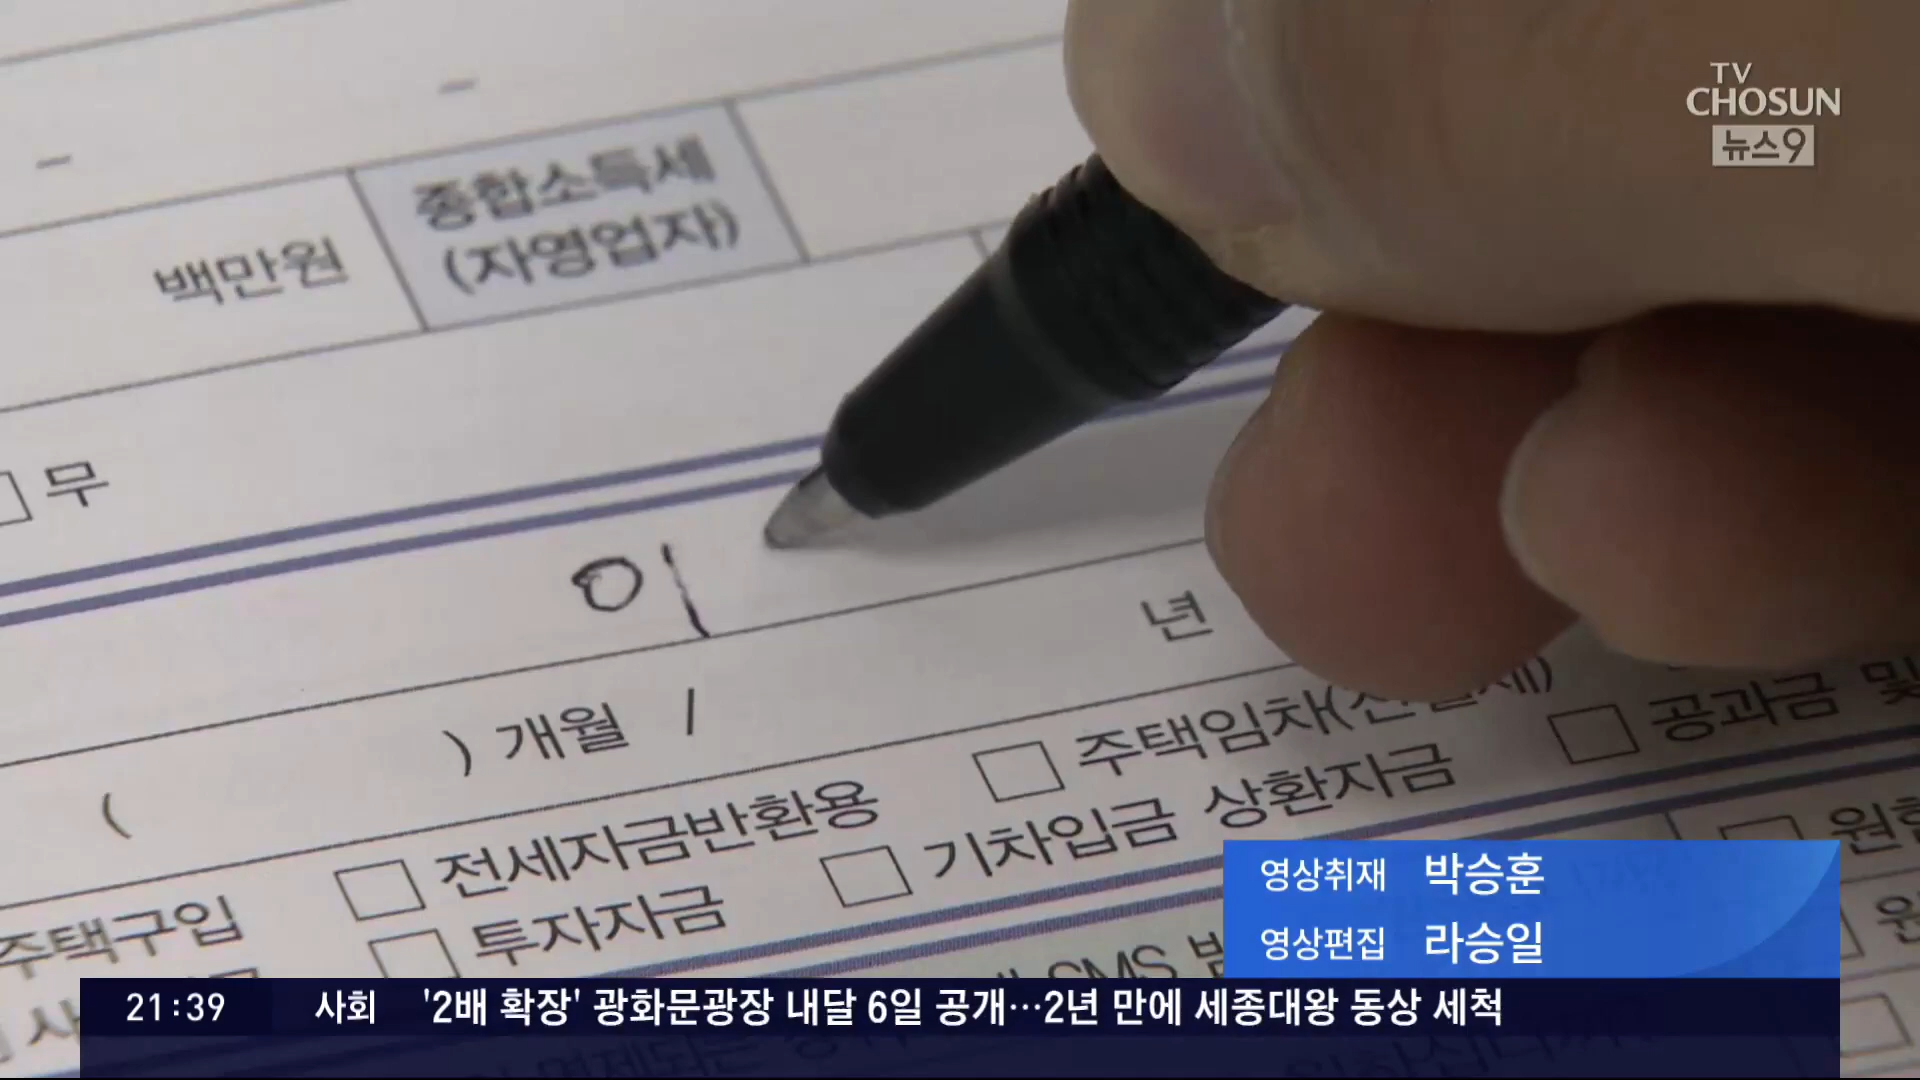 TV
CHOSUN
뉴스9
종합소득세
(자영업자)
백만원
무
이
년
( ) 개월 /
주택임차(전월세)
공과금 및
전세자금반환용
기차입금 상환자금
주택구입
투자자금
SMS
영상취재 박승훈
영상편집 라승일
21:39 사회 '2배 확장' 광화문광장 내달 6일 공개…2년 만에 세종대왕 동상 세척